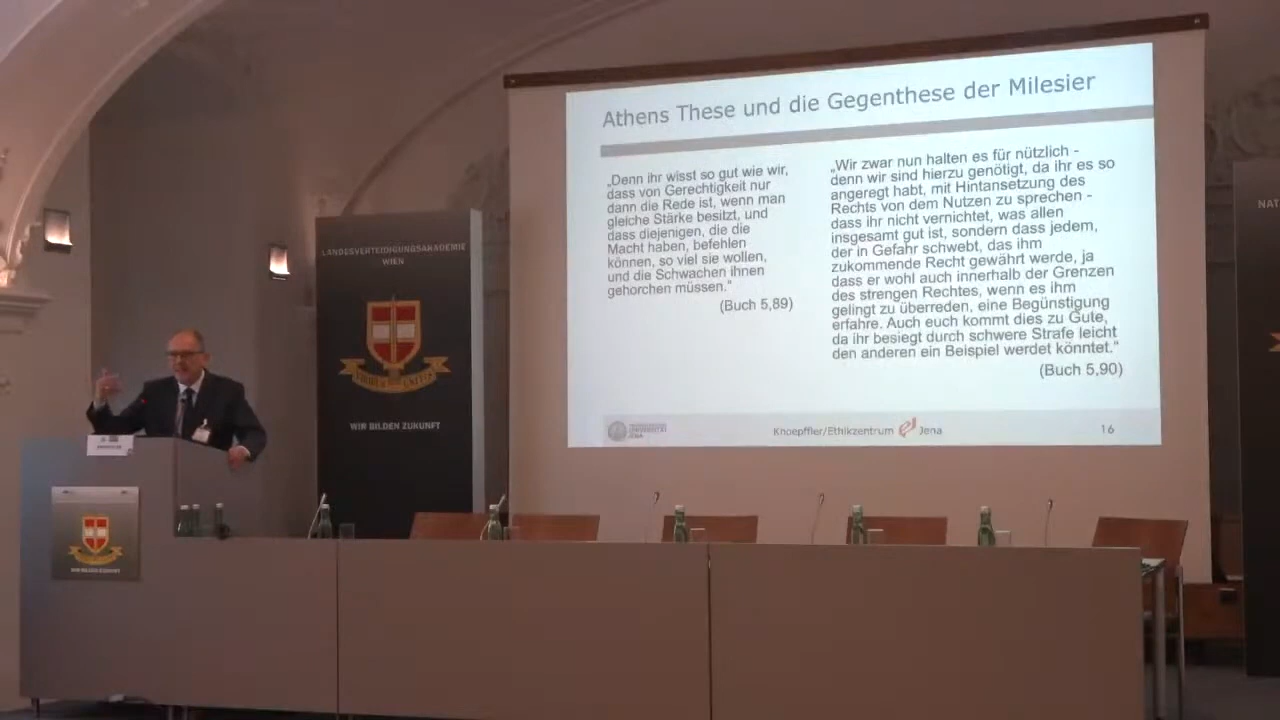 Athens These und die Gegenthese der Milesier
„Denn ihr wisst so gut wie wir,
dass von Gerechtigkeit nur
dann die Rede ist, wenn man
gleiche Stärke besitzt, und
dass diejenigen, die die
Macht haben, befehlen
können, so viel sie wollen,
und die Schwachen ihnen
gehorchen müssen.“
(Buch 5,89)
„Wir zwar nun halten es für nützlich -
denn wir sind hierzu genötigt, da ihr es so
angeregt habt, mit Hintansetzung des
Rechts von dem Nutzen zu sprechen -
dass ihr nicht vernichtet, was allen
insgesamt gut ist, sondern dass jedem,
der in Gefahr schwebt, das ihm
zukommende Recht gewährt werde, ja
dass er wohl auch innerhalb der Grenzen
des strengen Rechtes, wenn es ihm
gelingt zu überreden, eine Begünstigung
erfahre. Auch euch kommt dies zu Gute,
da ihr besiegt durch schwere Strafe leicht
den anderen ein Beispiel werdet könntet.“
(Buch 5,90)
JENA
Knoepffler/Ethikzentrum Jena
16
LANDESVERTEIDIGUNGSAKADEMIE
WIEN
WIR BILDEN ZUKUNFT
WIR BILDEN ZUKUNFT
NAT